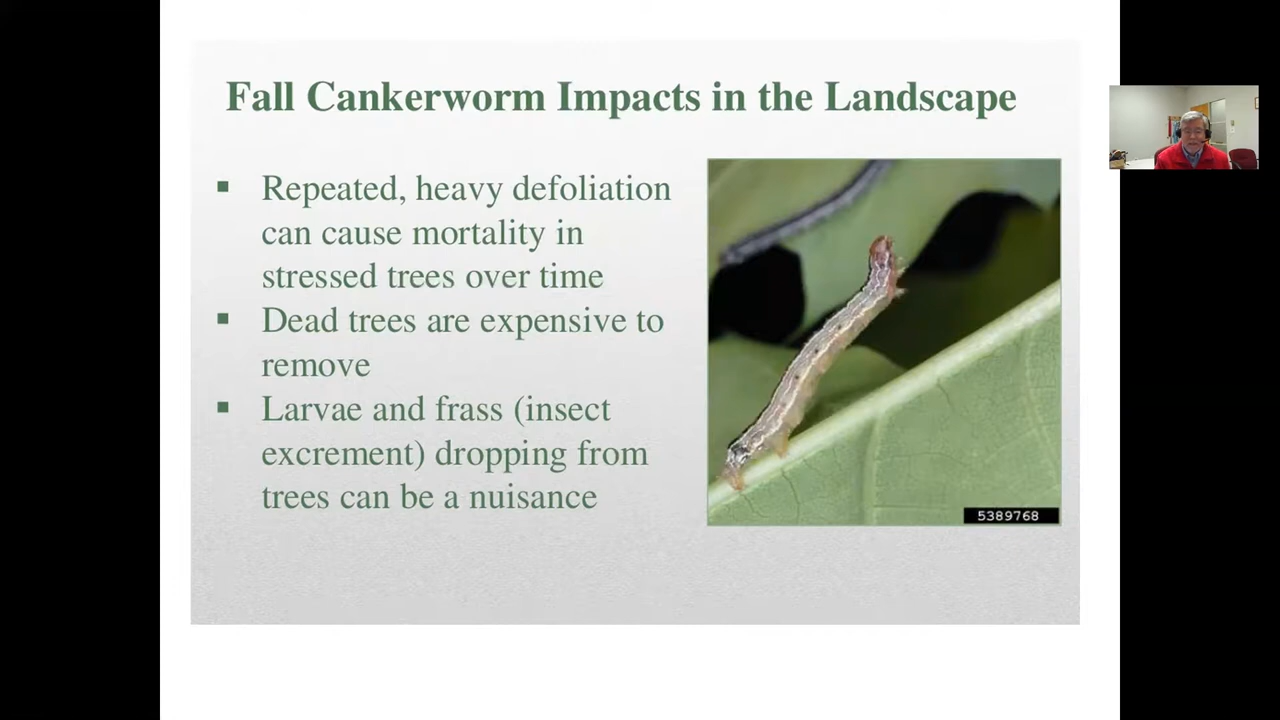 Fall Cankerworm Impacts in the Landscape
▪ Repeated, heavy defoliation
can cause mortality in
stressed trees over time
▪ Dead trees are expensive to
remove
▪ Larvae and frass (insect
excrement) dropping from
trees can be a nuisance
5389768